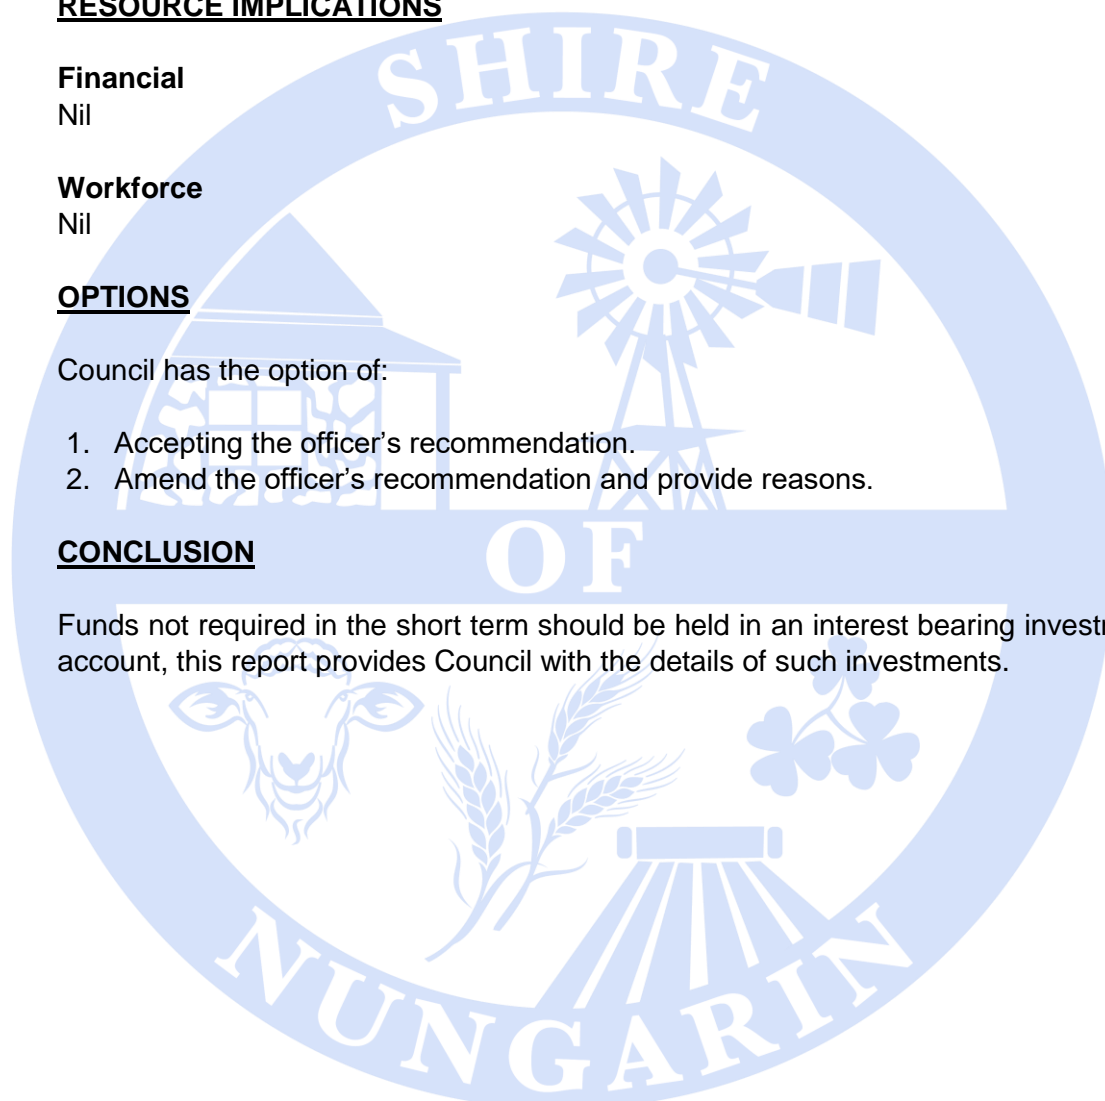 RESOURCE IMPLICATIONS
SHIRE
Financial
Nil
Workforce
Nil
OPTIONS
Council has the option of:
1. Accepting the officer's recommendation.
2. Amend the officer's recommendation and provide reasons.
OF
CONCLUSION
Funds not required in the short term should be held in an interest bearing
account, this report provides Council with the details of such investments.
NUNGARIN